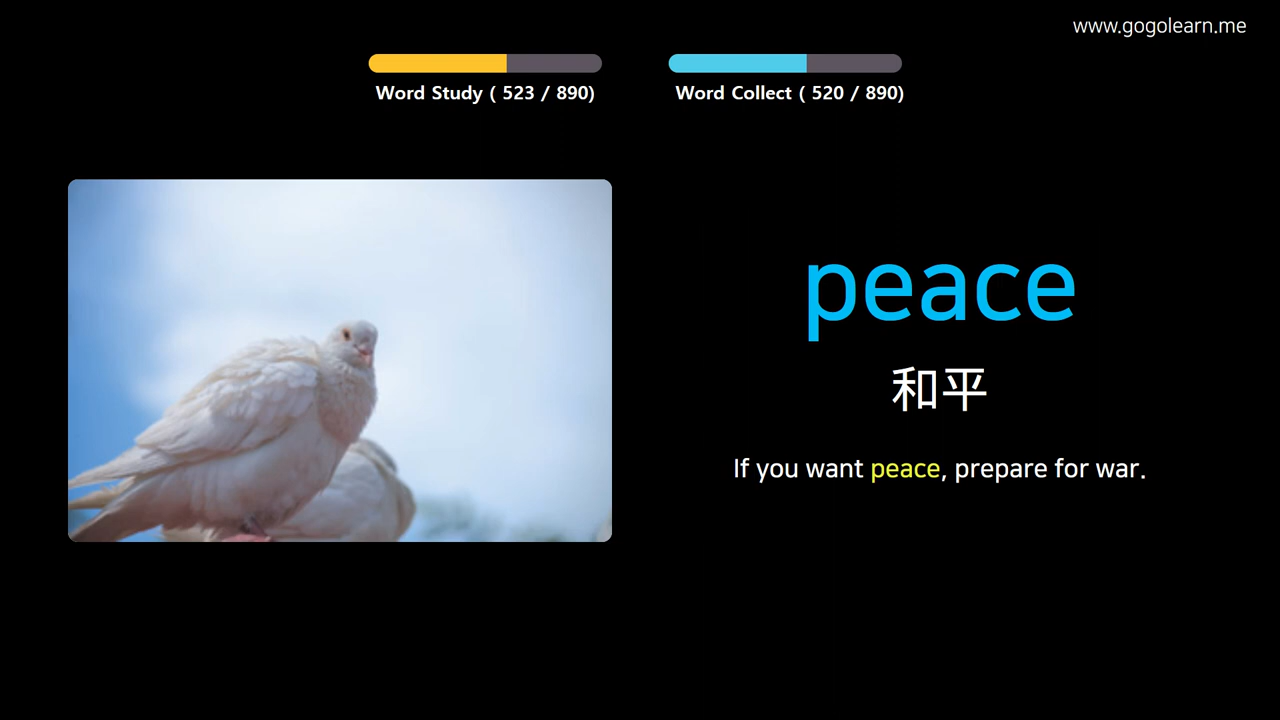 www.gogolearn.me
Word Study ( 523 / 890)
Word Collect ( 520 / 890)
peace
和平
If you want peace, prepare for war.